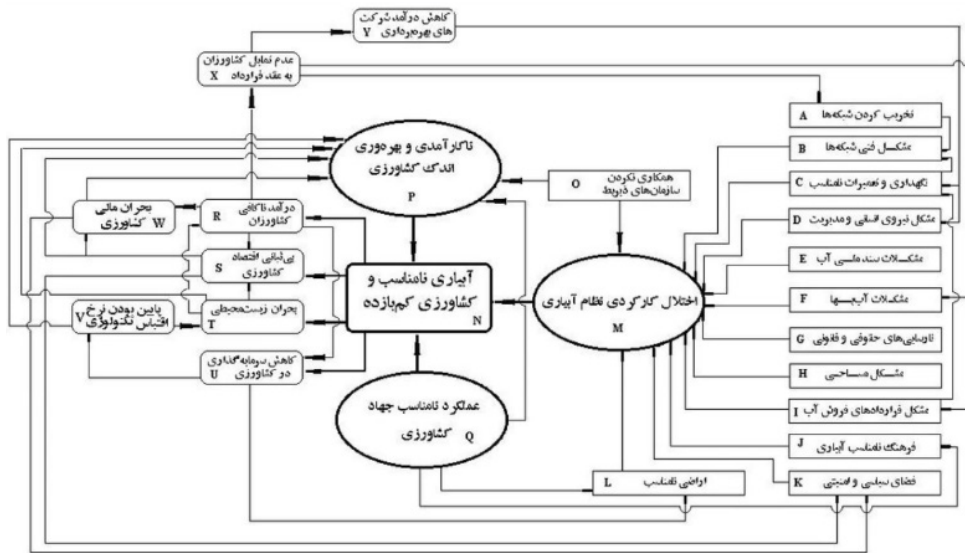 کاهش درآمد شرکت
های بهره‌برداری Y
عدم تمایل کشاورزان
به عقد قرارداد X
ناکارآمدی و بهره‌وری
اندک کشاورزی
P
همکاری نکردن
سازمان‌های ذیربط
O
A تخریب کردن شبکه‌ها
B مشکل فنی شبکه‌ها
C نگهداری و تعمیرات نامناسب
D مشکل نیروی انسانی و مدیریت
E مشکلات سند ملی آب
F مشکلات آب‌بها
G نارسایی‌های حقوقی و قانونی
H مشکل مساحی
I مشکل قراردادهای فروش آب
J فرهنگ نامناسب آبیاری
K فضای سیاسی و امنیتی
L اراضی نامناسب
اختلال کارکردی نظام آبیاری
M
آبیاری نامناسب و
کشاورزی کم‌بازده
N
عملکرد نامناسب جهاد
کشاورزی Q
درآمد ناکافی
کشاورزان R
بی‌ثباتی اقتصاد
کشاورزی S
بحران زیست‌محیطی
T
کاهش سرمایه‌گذاری
در کشاورزی U
بحران مالی
کشاورزی W
پایین بودن نرخ
اقتباس تکنولوژی V